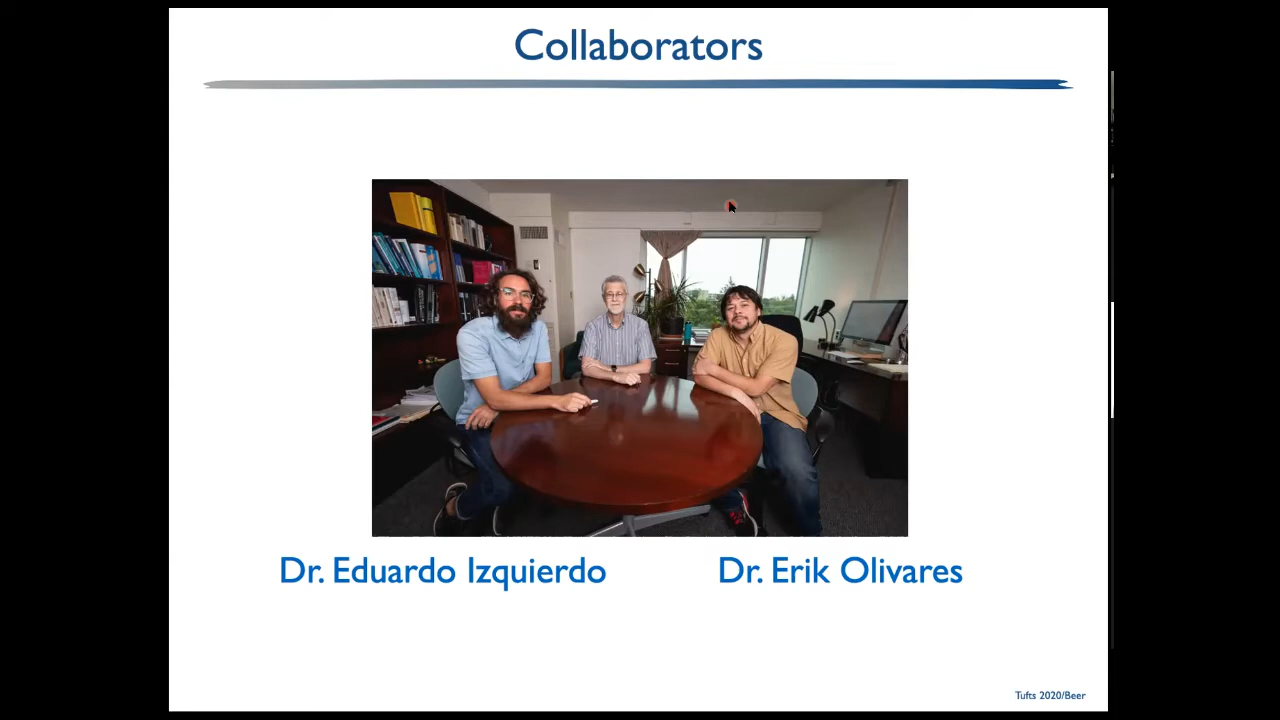 Collaborators
Dr. Eduardo Izquierdo
Dr. Erik Olivares
Tufts 2020/Beer